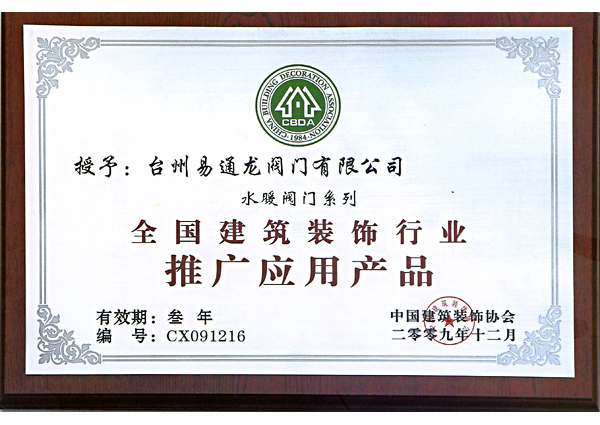 CHINA BUILDING DECORATION ASSOCIATION
CBDA
·1984·
授予：台州易通龙阀门有限公司
水暖阀门系列
全国建筑装饰行业
推广应用产品
有效期：叁 年
中国建筑装饰协会
编 号：CX091216
二零零九年十二月